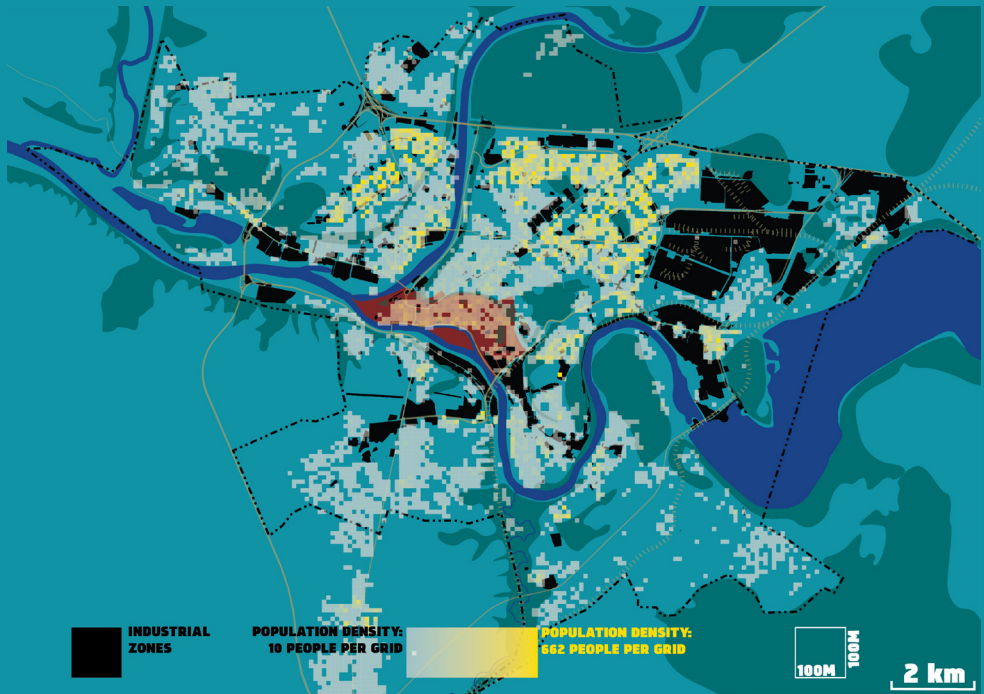 INDUSTRIAL
ZONES
POPULATION DENSITY:
10 PEOPLE PER GRID
POPULATION DENSITY:
662 PEOPLE PER GRID
100M
100M
2 km